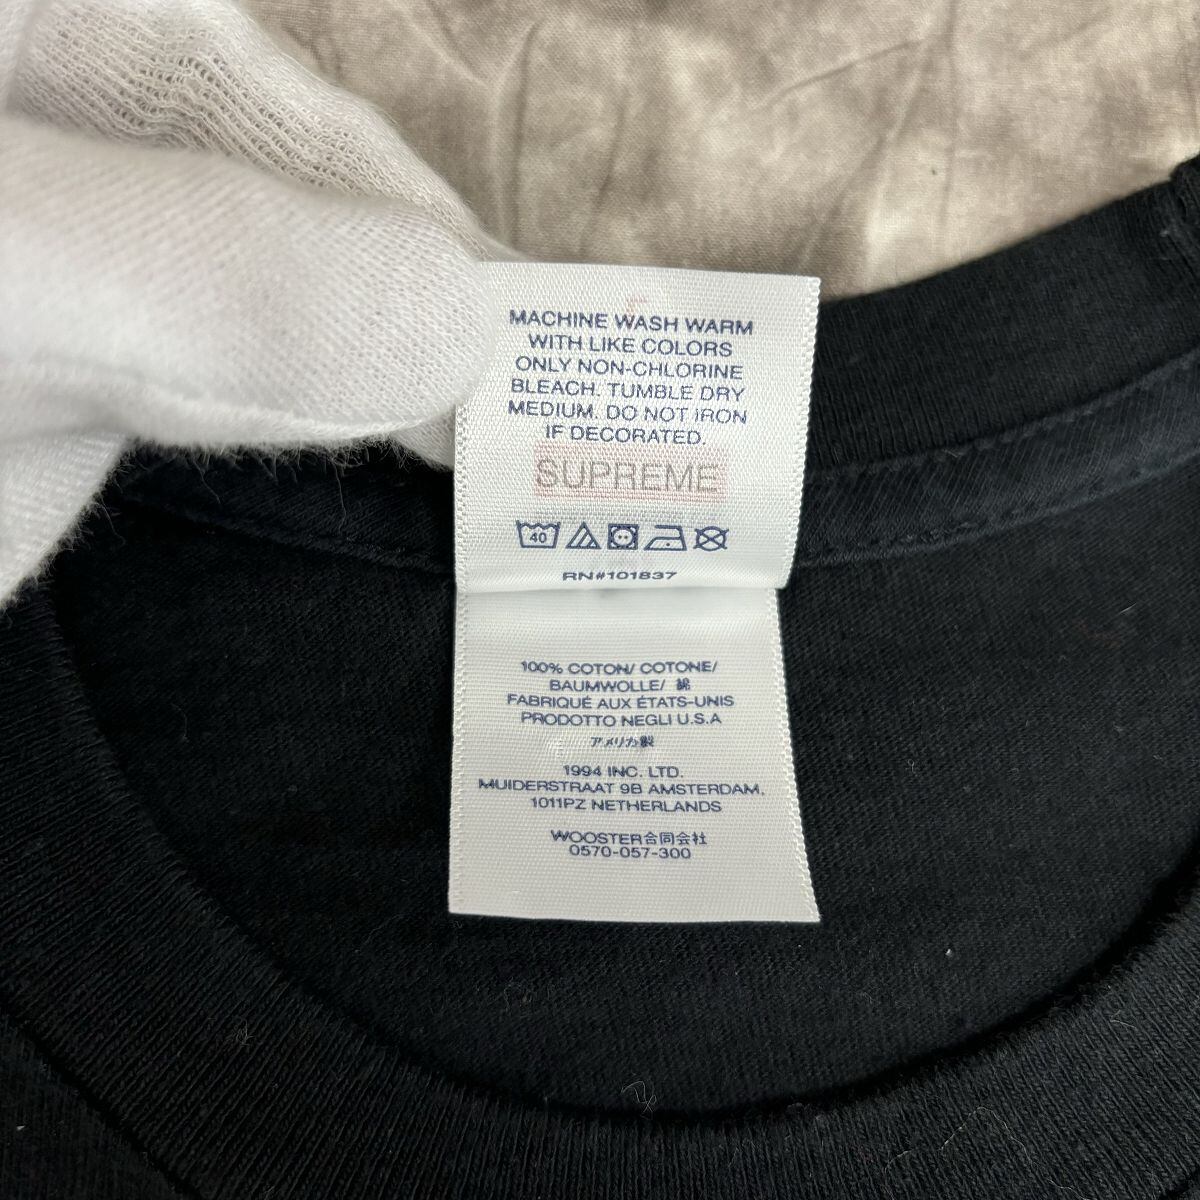 MACHINE WASH WARM
WITH LIKE COLORS
ONLY NON-CHLORINE
BLEACH. TUMBLE DRY
MEDIUM. DO NOT IRON
IF DECORATED.
SUPREME
40
RN#101837
100% COTON/ COTONE/
BAUMWOLLE/ 綿
FABRIQUÉ AUX ÉTATS-UNIS
PRODOTTO NEGLI U.S.A
アメリカ製
1994 INC. LTD.
MUIDERSTRAAT 9B AMSTERDAM.
1011PZ NETHERLANDS
WOOSTER合同会社
0570-057-300